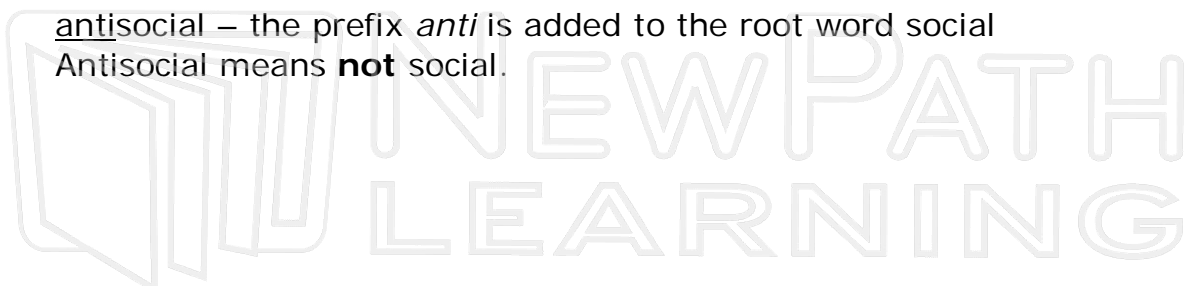 antisocial – the prefix anti is added to the root word social
Antisocial means not social.
NEWPATH
LEARNING